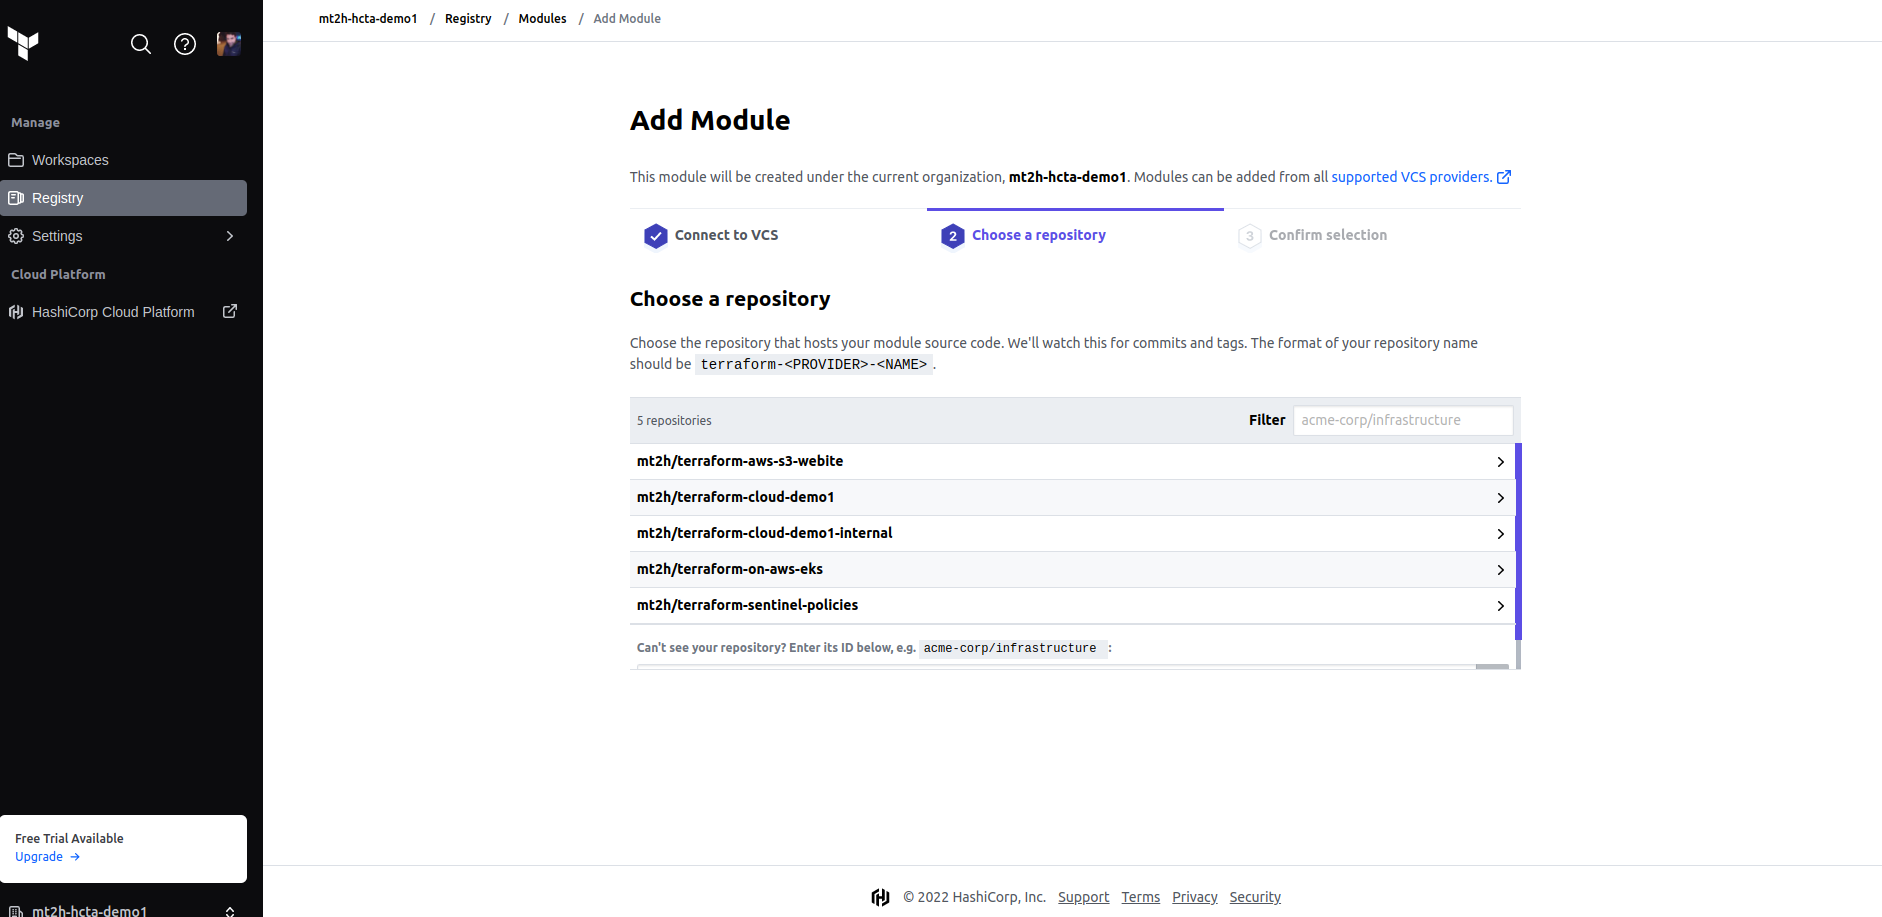 mt2h-hcta-demo1 / Registry / Modules / Add Module
Manage
Workspaces
Registry
Settings
Cloud Platform
HashiCorp Cloud Platform
Free Trial Available
Upgrade →
mt2h-hcta-demo1
Add Module
This module will be created under the current organization, mt2h-hcta-demo1. Modules can be added from all supported VCS providers.
Connect to VCS
2 Choose a repository
3 Confirm selection
Choose a repository
Choose the repository that hosts your module source code. We'll watch this for commits and tags. The format of your repository name
should be terraform-<PROVIDER>-<NAME>.
5 repositories
Filter acme-corp/infrastructure
mt2h/terraform-aws-s3-webite
mt2h/terraform-cloud-demo1
mt2h/terraform-cloud-demo1-internal
mt2h/terraform-on-aws-eks
mt2h/terraform-sentinel-policies
Can't see your repository? Enter its ID below, e.g. acme-corp/infrastructure :
© 2022 HashiCorp, Inc. Support Terms Privacy Security